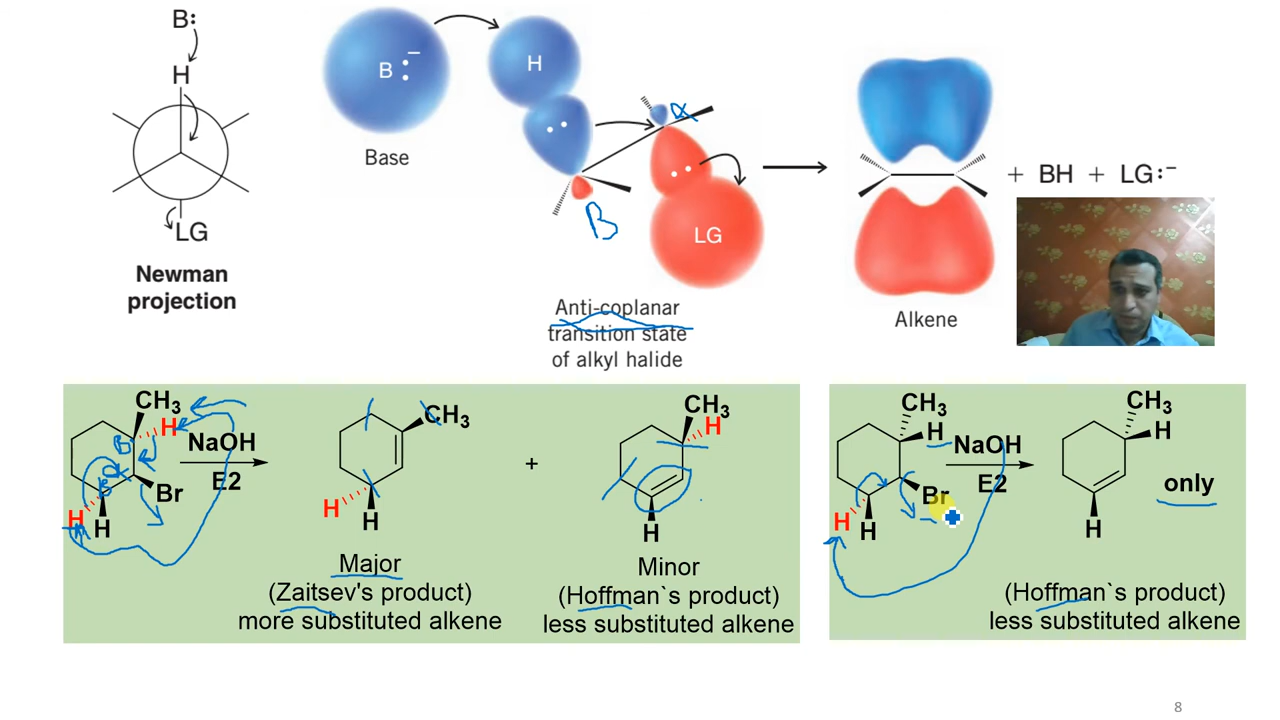 B:
H
LG
Newman
projection
B:−
Base
H
α
B
LG
Anti-coplanar
transition state
of alkyl halide
Alkene
+ BH + LG:−
CH3
H
B
α
B
Br
H
H
NaOH
E2
CH3
H
H
Major
(Zaitsev's product)
more substituted alkene
+
CH3
H
H
Minor
(Hoffman`s product)
less substituted alkene
CH3
H
Br
H
H
NaOH
E2
CH3
H
H
only
(Hoffman`s product)
less substituted alkene
8